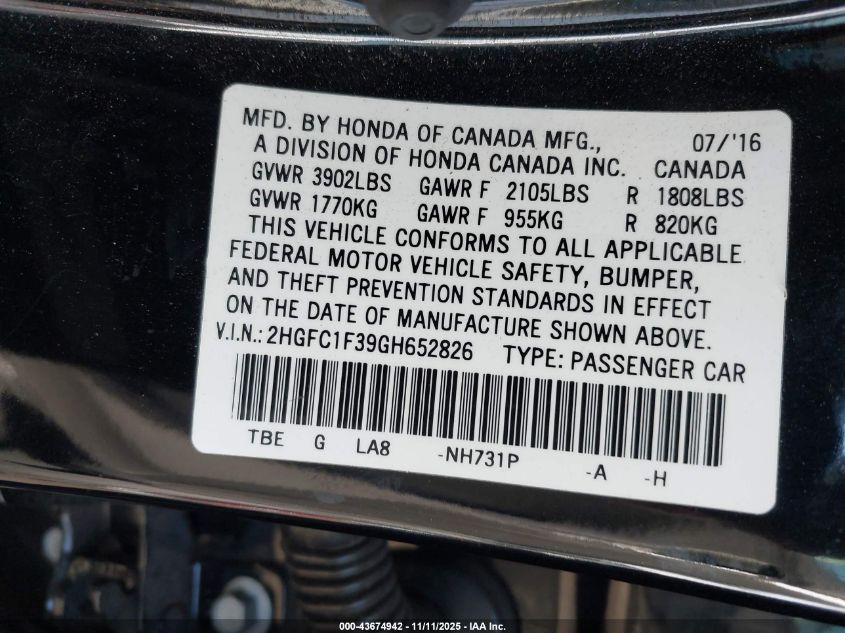 MFD. BY HONDA OF CANADA MFG., 07/'16
A DIVISION OF HONDA CANADA INC. CANADA
GVWR 3902LBS GAWR F 2105LBS R 1808LBS
GVWR 1770KG GAWR F 955KG R 820KG
THIS VEHICLE CONFORMS TO ALL APPLICABLE
FEDERAL MOTOR VEHICLE SAFETY, BUMPER,
AND THEFT PREVENTION STANDARDS IN EFFECT
ON THE DATE OF MANUFACTURE SHOWN ABOVE.
V.I.N.: 2HGFC1F39GH652826 TYPE: PASSENGER CAR
TBE G LA8 -NH731P -A -H
000-43674942 - 11/11/2025 - IAA Inc.